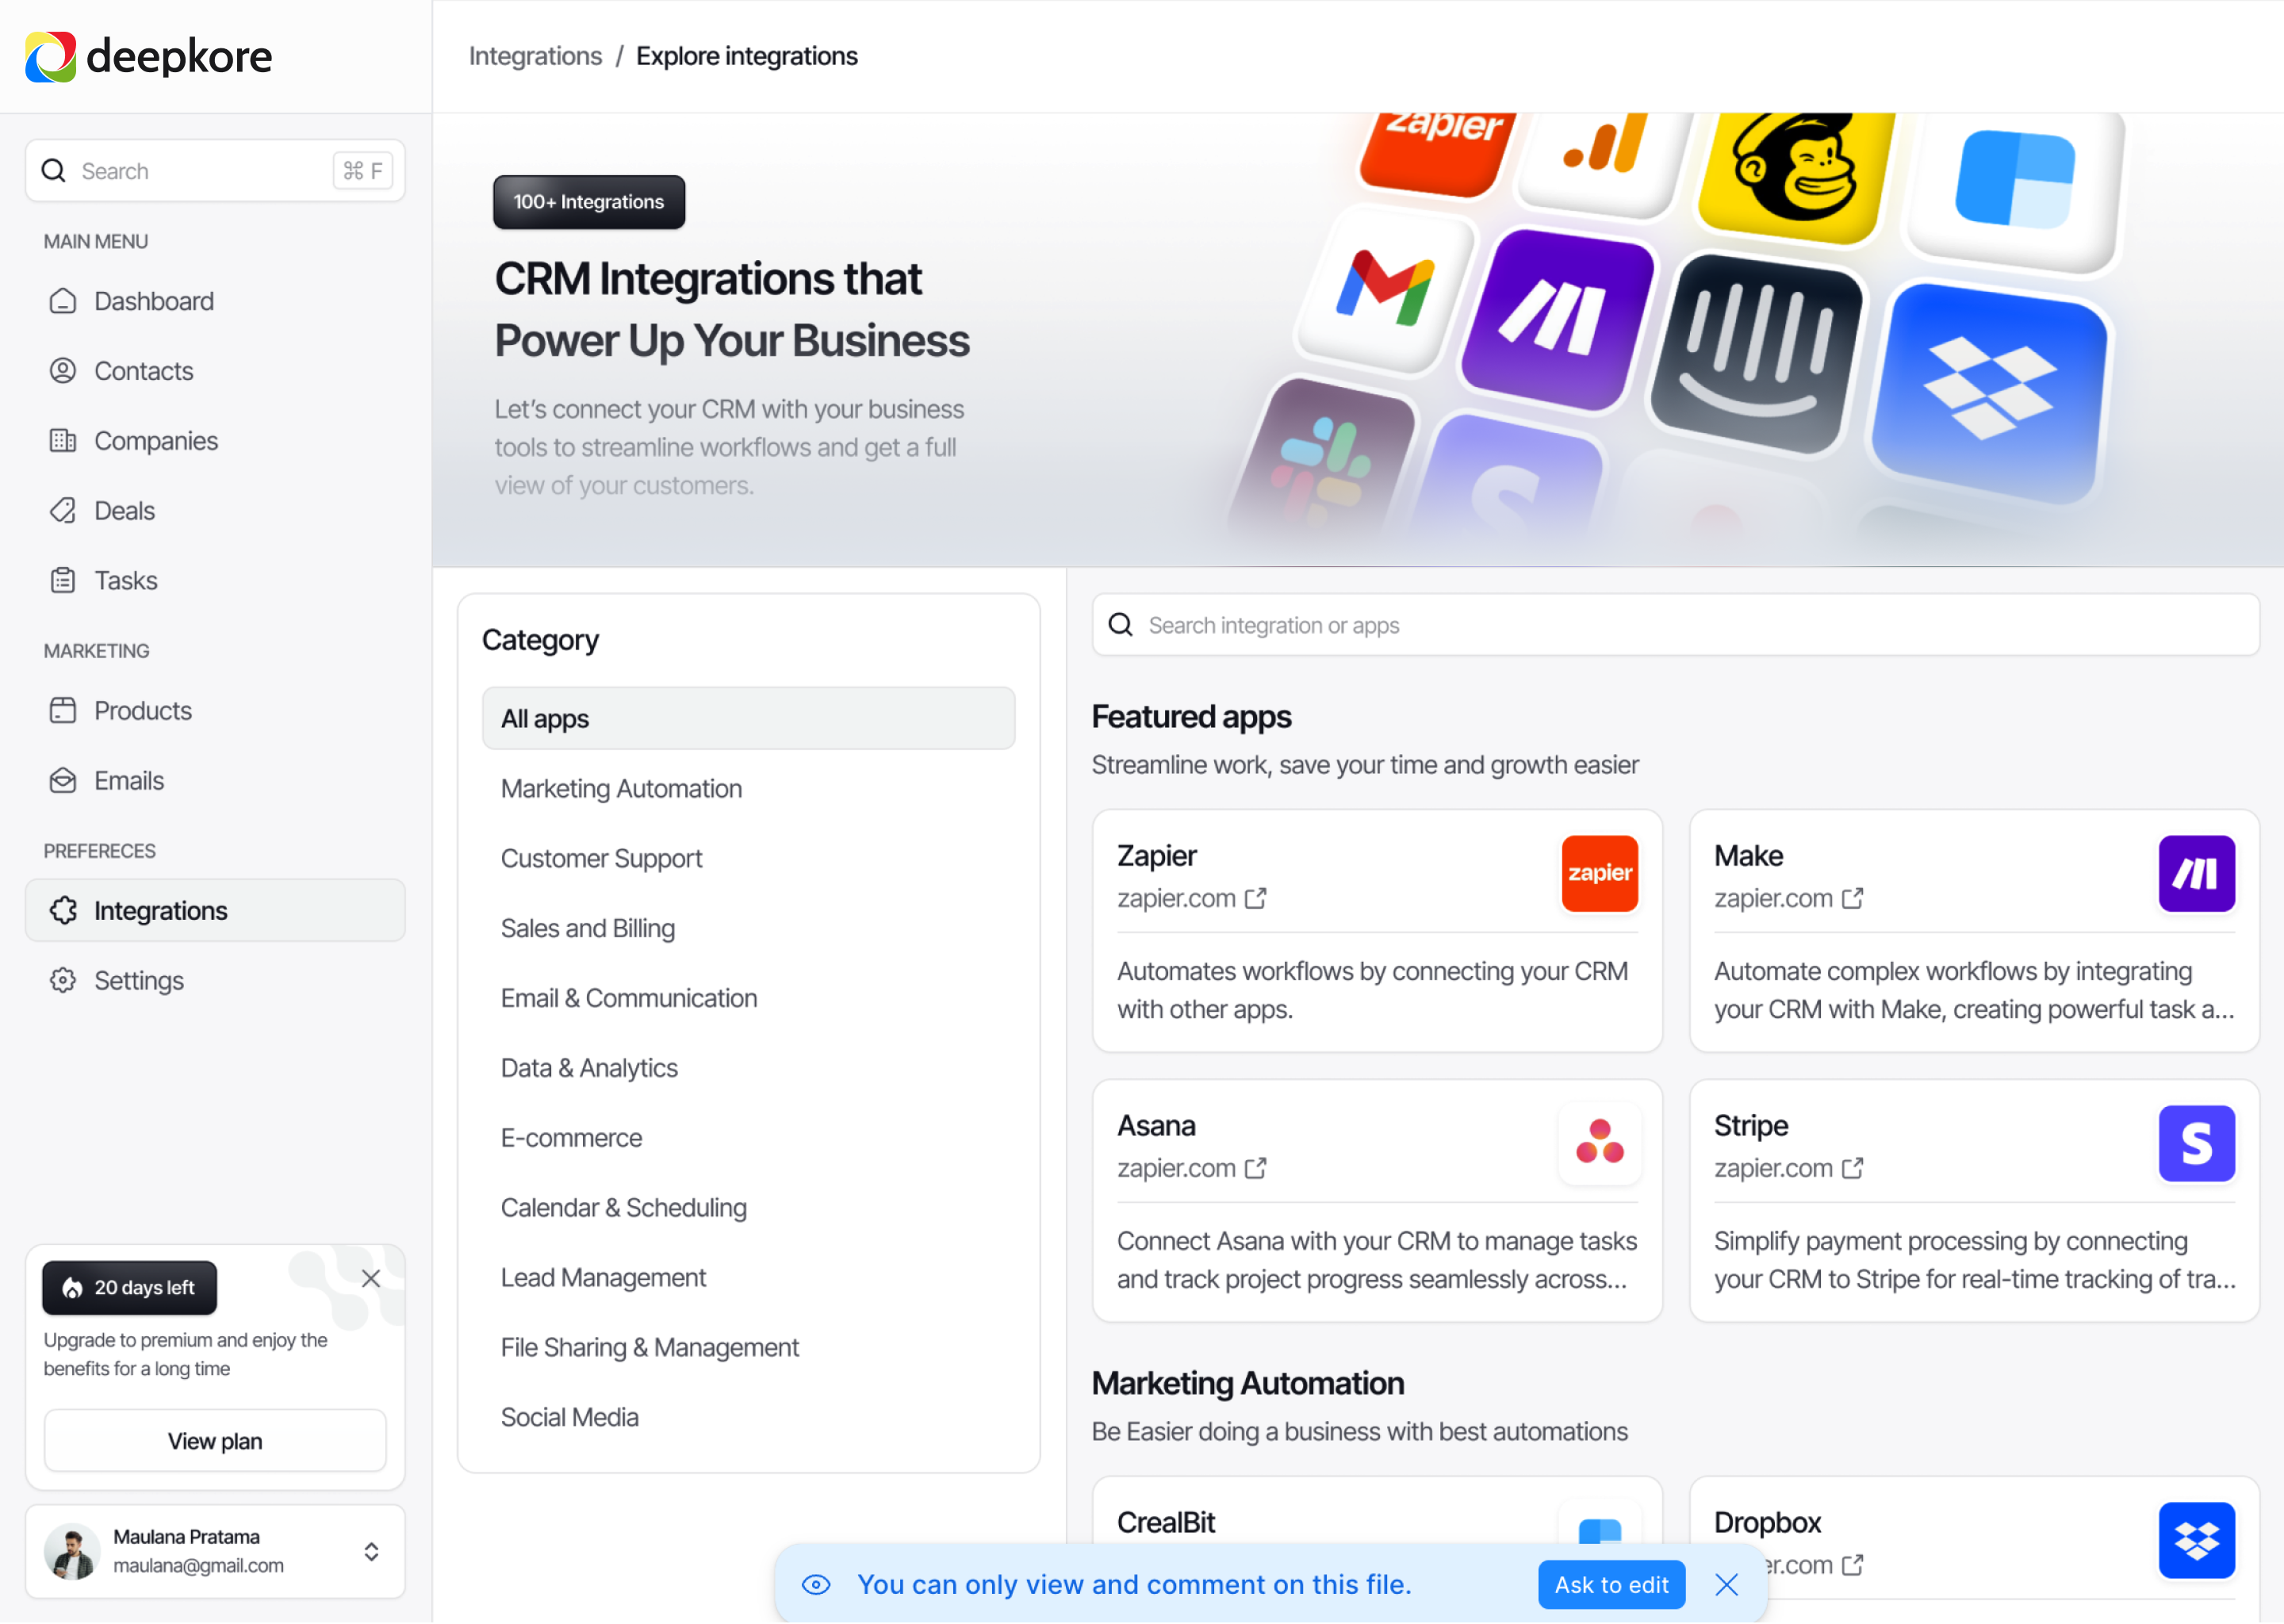 deepkore
Search
⌘ F
MAIN MENU
Dashboard
Contacts
Companies
Deals
Tasks
MARKETING
Products
Emails
PREFERECES
Integrations
Settings
20 days left
Upgrade to premium and enjoy the
benefits for a long time
View plan
Maulana Pratama
maulana@gmail.com
Integrations / Explore integrations
100+ Integrations
CRM Integrations that
Power Up Your Business
Let’s connect your CRM with your business
tools to streamline workflows and get a full
view of your customers.
zapier
Category
All apps
Marketing Automation
Customer Support
Sales and Billing
Email & Communication
Data & Analytics
E-commerce
Calendar & Scheduling
Lead Management
File Sharing & Management
Social Media
Search integration or apps
Featured apps
Streamline work, save your time and growth easier
Zapier
zapier.com
zapier
Automates workflows by connecting your CRM
with other apps.
Make
zapier.com
Automate complex workflows by integrating
your CRM with Make, creating powerful task a...
Asana
zapier.com
Connect Asana with your CRM to manage tasks
and track project progress seamlessly across...
Stripe
zapier.com
S
Simplify payment processing by connecting
your CRM to Stripe for real-time tracking of tra...
Marketing Automation
Be Easier doing a business with best automations
CrealBit
Dropbox
er.com
You can only view and comment on this file.
Ask to edit